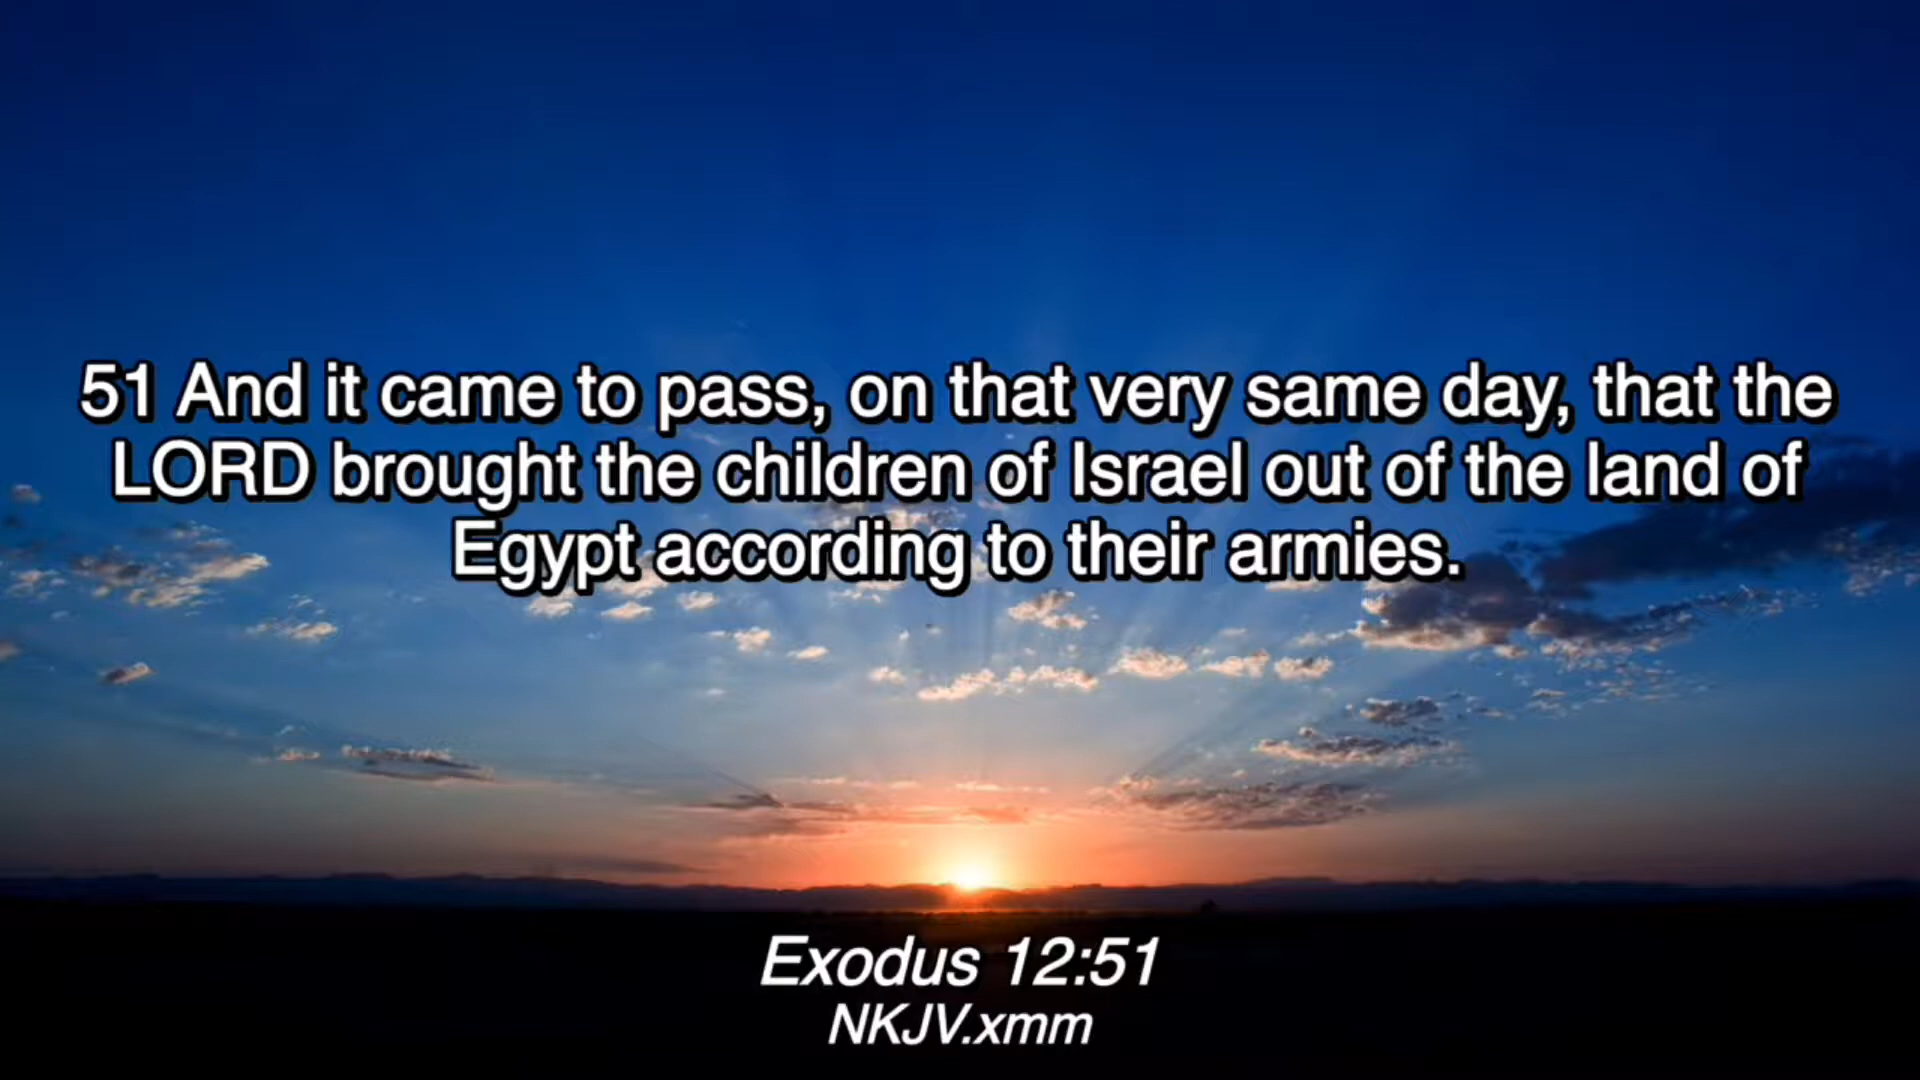 51 And it came to pass, on that very same day, that the
LORD brought the children of Israel out of the land of
Egypt according to their armies.
Exodus 12:51
NKJV.xmm